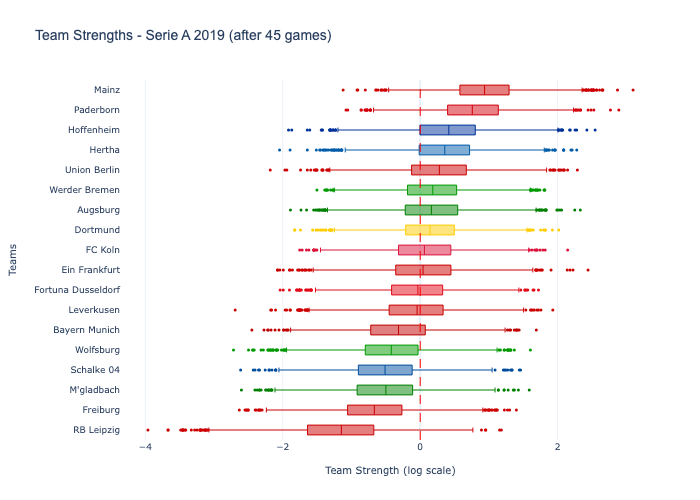 Team Strengths - Serie A 2019 (after 45 games)
Mainz
Paderborn
Hoffenheim
Hertha
Union Berlin
Werder Bremen
Augsburg
Dortmund
FC Koln
Ein Frankfurt
Fortuna Dusseldorf
Leverkusen
Bayern Munich
Wolfsburg
Schalke 04
M'gladbach
Freiburg
RB Leipzig
Teams
−4
−2
0
2
Team Strength (log scale)